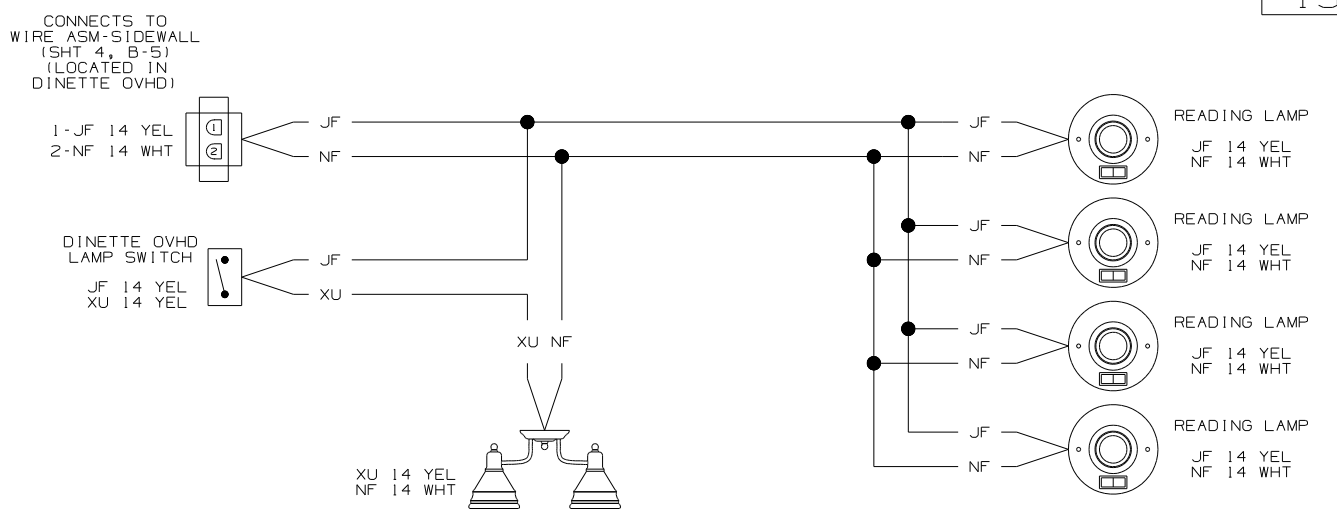 CONNECTS TO
WIRE ASM-SIDEWALL
(SHT 4, B-5)
(LOCATED IN
DINETTE OVHD)
1-JF 14 YEL
2-NF 14 WHT
1
2
JF
NF
JF
NF
READING LAMP
JF 14 YEL
NF 14 WHT
DINETTE OVHD
LAMP SWITCH
JF 14 YEL
XU 14 YEL
JF
XU
JF
NF
READING LAMP
JF 14 YEL
NF 14 WHT
XU NF
JF
NF
READING LAMP
JF 14 YEL
NF 14 WHT
JF
NF
READING LAMP
JF 14 YEL
NF 14 WHT
XU 14 YEL
NF 14 WHT